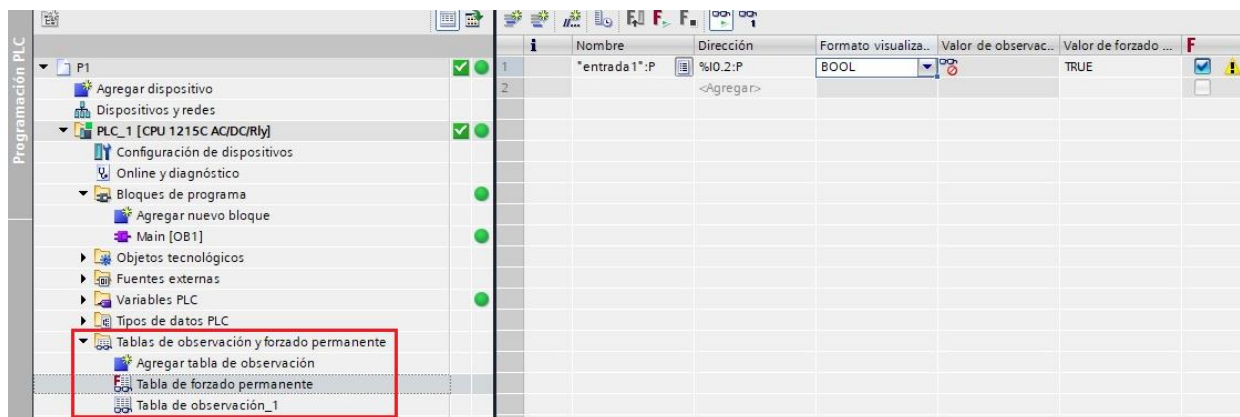 Programación PLC
P1
Agregar dispositivo
Dispositivos y redes
PLC_1 [CPU 1215C AC/DC/Rly]
Configuración de dispositivos
Online y diagnóstico
Bloques de programa
Agregar nuevo bloque
Main [OB1]
Objetos tecnológicos
Fuentes externas
Variables PLC
Tipos de datos PLC
Tablas de observación y forzado permanente
Agregar tabla de observación
Tabla de forzado permanente
Tabla de observación_1
i Nombre Dirección Formato visualiza.. Valor de observac.. Valor de forzado ... F
1 "entrada1":P %I0.2:P BOOL TRUE
2 <Agregar>